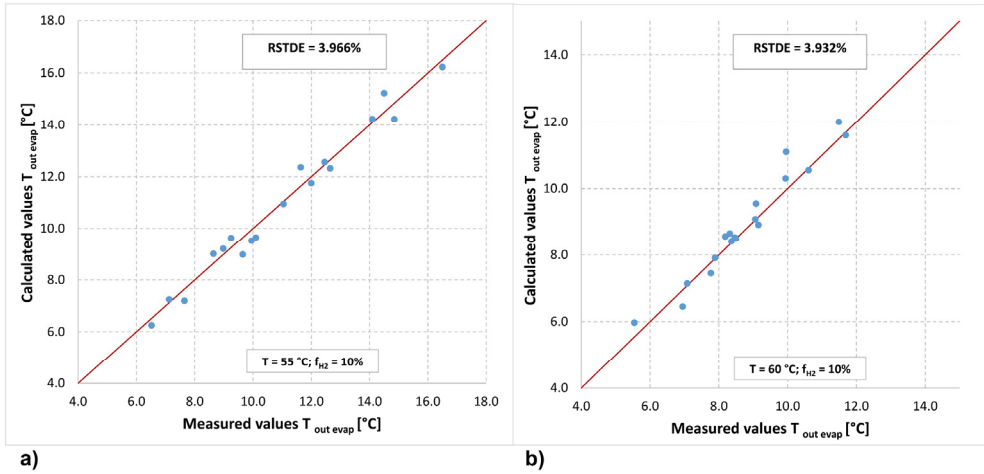 18.0
16.0
14.0
12.0
10.0
8.0
6.0
4.0
Calculated values T out evap [°C]
RSTDE = 3.966%
T = 55 °C; fH2 = 10%
4.0 6.0 8.0 10.0 12.0 14.0 16.0 18.0
Measured values T out evap [°C]
a)
14.0
12.0
10.0
8.0
6.0
4.0
Calculated values T out evap [°C]
RSTDE = 3.932%
T = 60 °C; fH2 = 10%
4.0 6.0 8.0 10.0 12.0 14.0
Measured values T out evap [°C]
b)